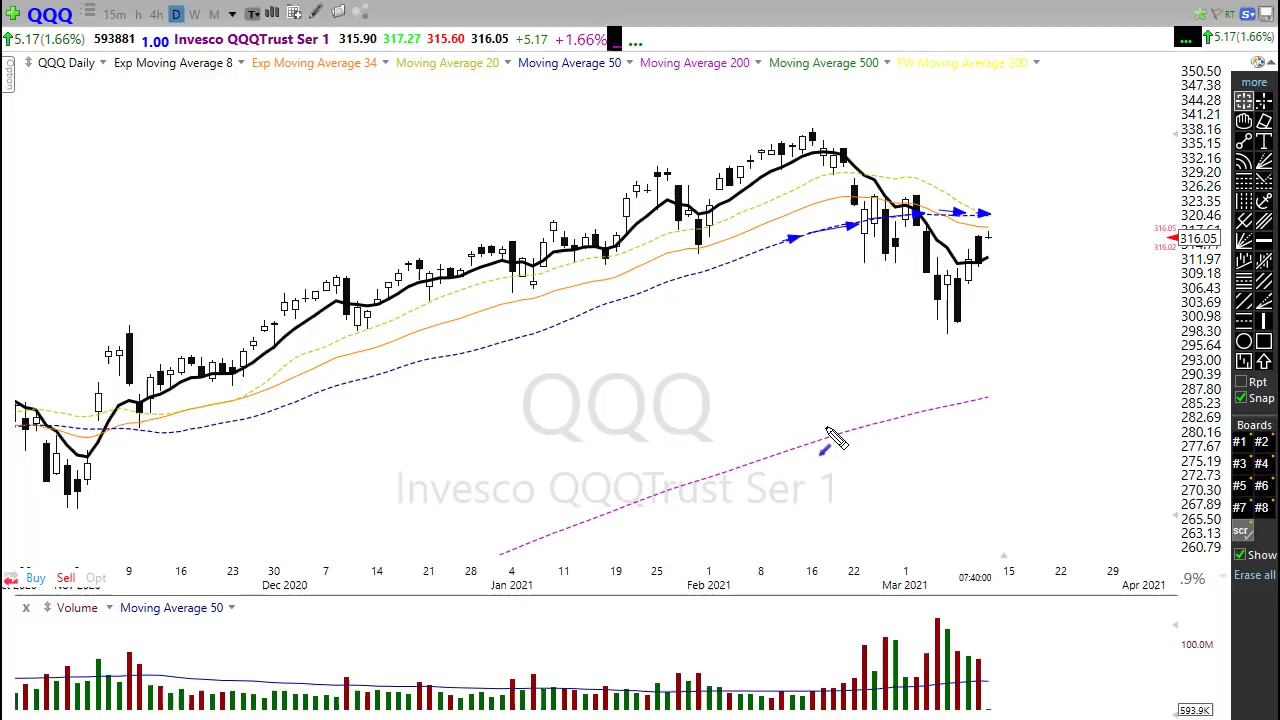 QQQ 15m h 4h D W M T RT S 
5.17(1.66%) 593881 1.00 Invesco QQQTrust Ser 1 315.90 317.27 315.60 316.05 +5.17 +1.66% ... ... ... 5.17(1.66%)
Option
QQQ Daily Exp Moving Average 8 Exp Moving Average 34 Moving Average 20 Moving Average 50 Moving Average 200 Moving Average 500 FW Moving Average 200
350.50
347.38
344.28
341.21
338.16
335.15
332.16
329.20
326.26
323.35
320.46
316.05
316.05
316.02
311.97
309.18
306.43
303.69
300.98
298.30
295.64
293.00
290.39
287.80
285.23
282.69
280.16
277.67
275.19
272.73
270.30
267.89
265.50
263.13
260.79
QQQ
Invesco QQQTrust Ser 1
more
T
Rpt
Snap
Boards
#1 #2
#3 #4
#5 #6
#7 #8
scr
Show
Erase all
9 16 23 30 7 14 21 28 4 11 19 25 1 8 16 22 1 07:40:00 15 22 29
Buy Sell Opt
Dec 2020 Jan 2021 Feb 2021 Mar 2021 Apr 2021
.9%
x Volume Moving Average 50
100.0M
593.9K